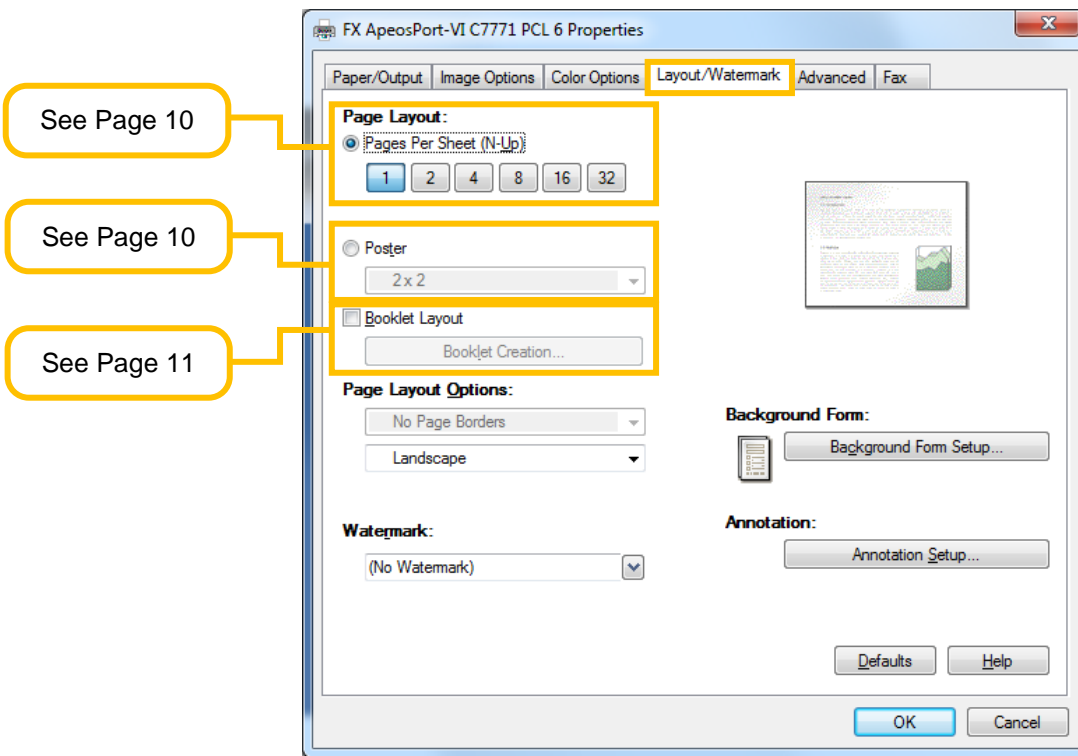 FX ApeosPort-VI C7771 PCL 6 Properties
Paper/Output Image Options Color Options Layout/Watermark Advanced Fax
See Page 10
Page Layout:
Pages Per Sheet (N-Up)
1 2 4 8 16 32
See Page 10
Poster
2 x 2
See Page 11
Booklet Layout
Booklet Creation...
Page Layout Options:
No Page Borders
Landscape
Background Form:
Background Form Setup...
Watermark:
(No Watermark)
Annotation:
Annotation Setup...
Defaults Help
OK Cancel